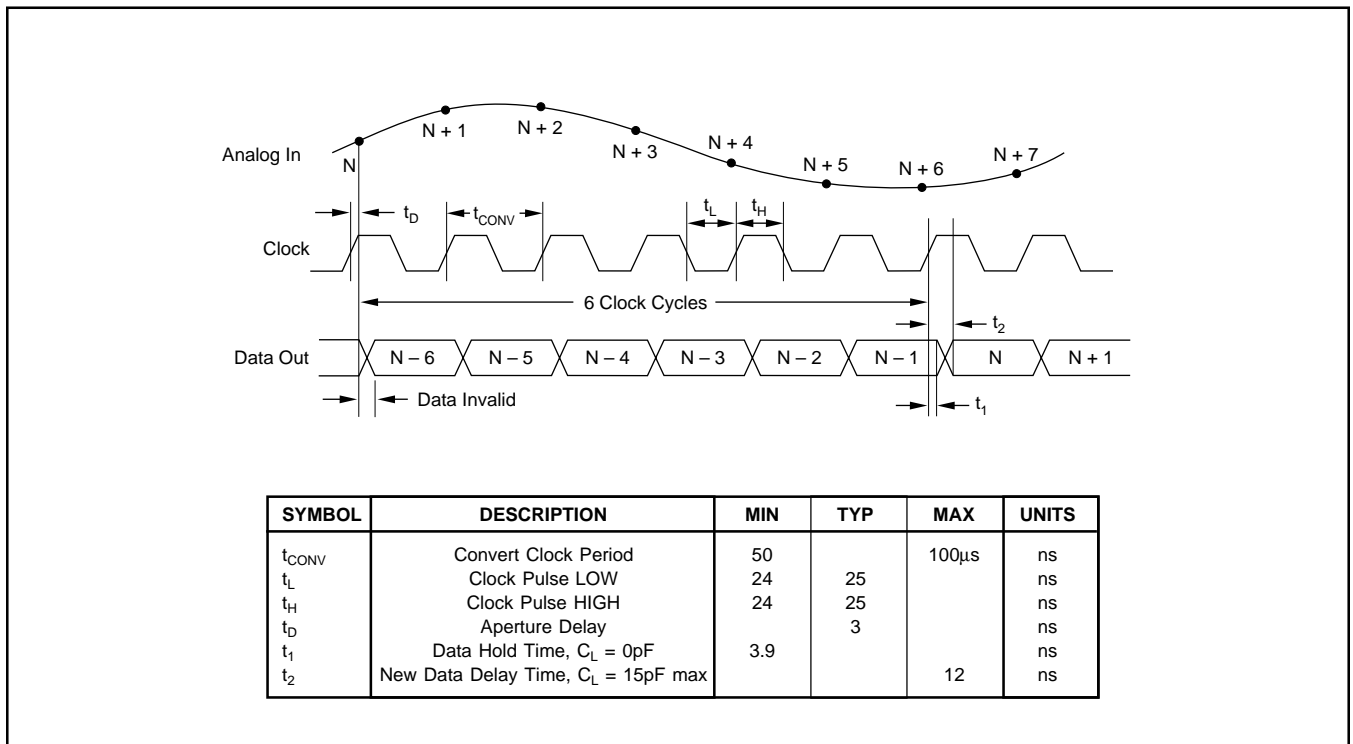 Analog In
N
N + 1
N + 2
N + 3
N + 4
N + 5
N + 6
N + 7
t_D
t_CONV
t_L
t_H
Clock
6 Clock Cycles
t_2
Data Out
N – 6
N – 5
N – 4
N – 3
N – 2
N – 1
N
N + 1
Data Invalid
t_1
SYMBOL DESCRIPTION MIN TYP MAX UNITS
t_CONV Convert Clock Period 50 100µs ns
t_L Clock Pulse LOW 24 25 ns
t_H Clock Pulse HIGH 24 25 ns
t_D Aperture Delay 3 ns
t_1 Data Hold Time, C_L = 0pF 3.9 ns
t_2 New Data Delay Time, C_L = 15pF max 12 ns